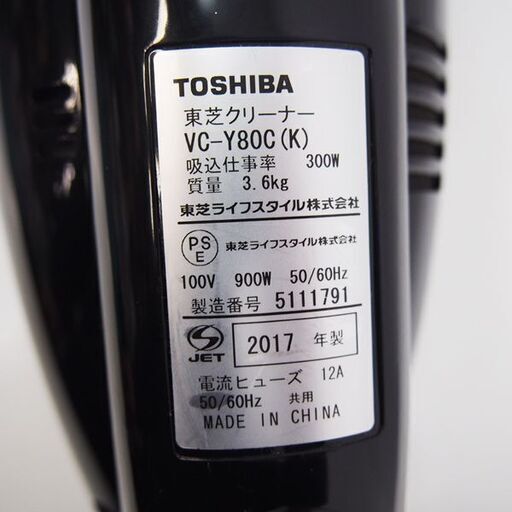 TOSHIBA
東芝クリーナー
VC-Y80C(K)
吸込仕事率 300W
質量 3.6kg
東芝ライフスタイル株式会社
PS
E
東芝ライフスタイル株式会社
100V 900W 50/60Hz
製造番号 5111791
S JET
2017 年製
電流ヒューズ 12A
50/60Hz 共用
MADE IN CHINA